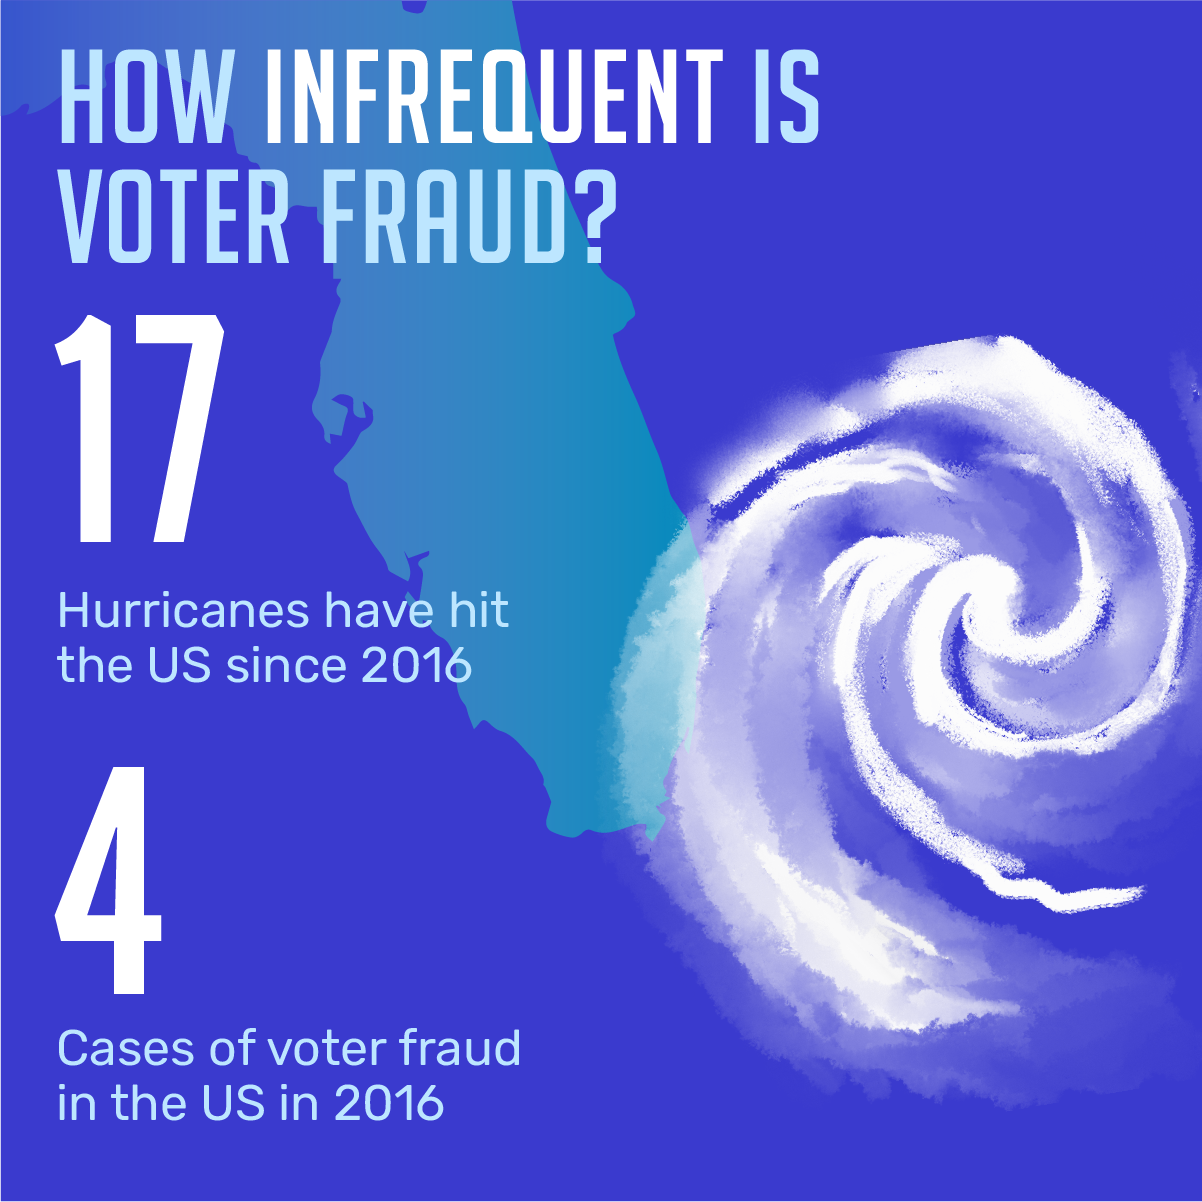 HOW INFREQUENT IS
VOTER FRAUD?
17
Hurricanes have hit
the US since 2016
4
Cases of voter fraud
in the US in 2016